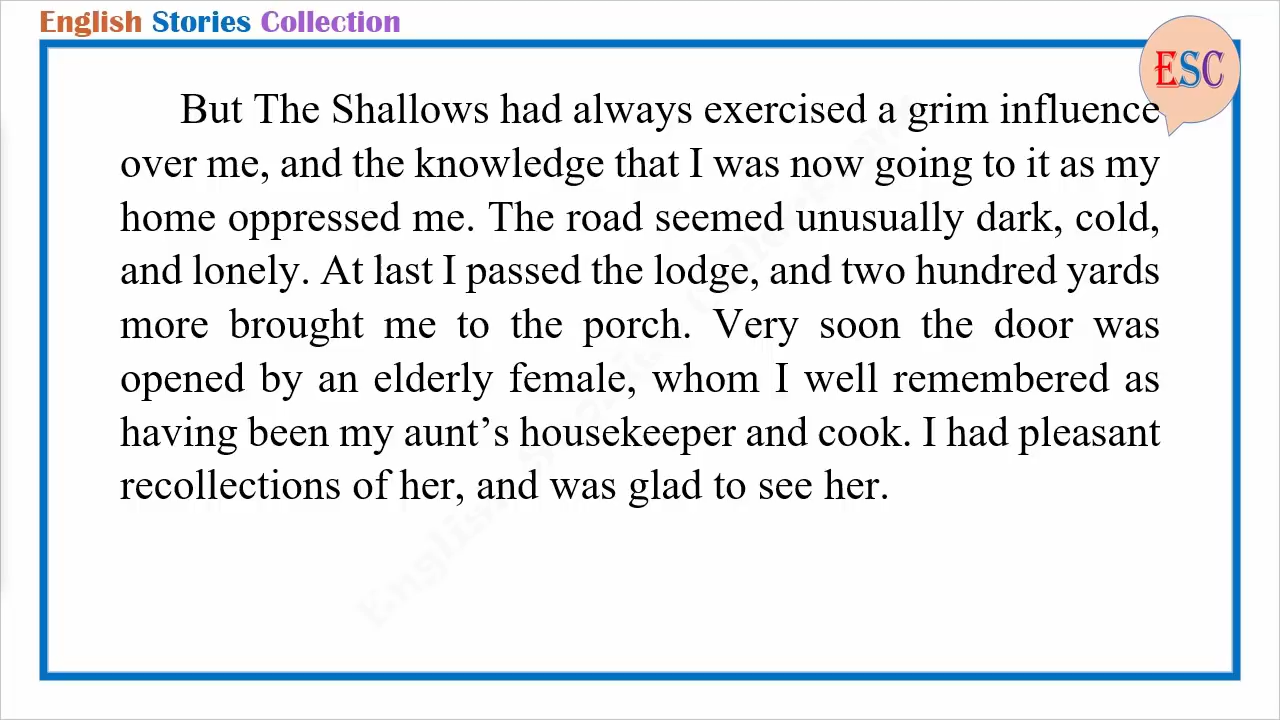 English Stories Collection
ESC
But The Shallows had always exercised a grim influence
over me, and the knowledge that I was now going to it as my
home oppressed me. The road seemed unusually dark, cold,
and lonely. At last I passed the lodge, and two hundred yards
more brought me to the porch. Very soon the door was
opened by an elderly female, whom I well remembered as
having been my aunt’s housekeeper and cook. I had pleasant
recollections of her, and was glad to see her.